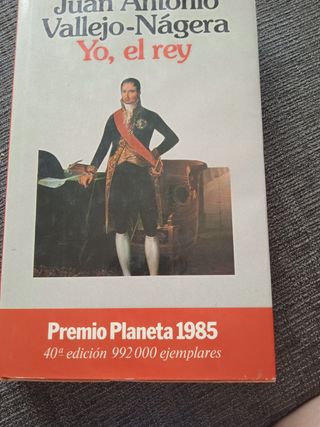 Juan Antonio
Vallejo-Nágera
Yo, el rey
Premio Planeta 1985
40ª edición 992 000 ejemplares